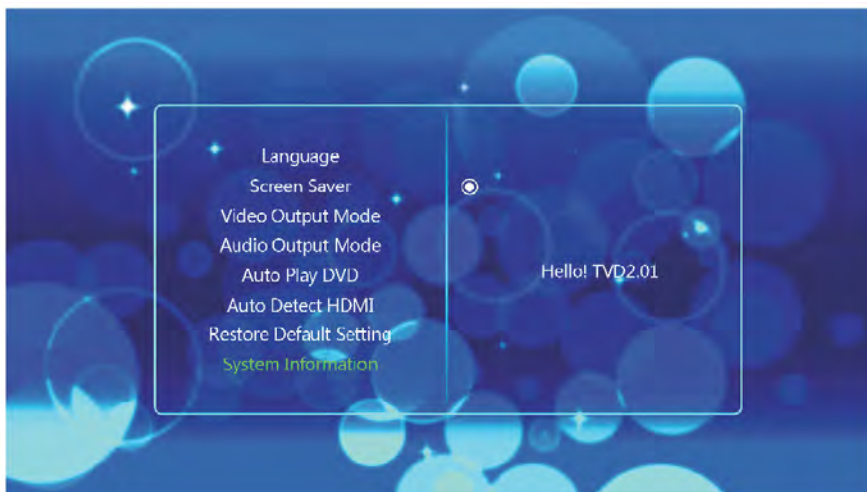 Language
Screen Saver
Video Output Mode
Audio Output Mode
Auto Play DVD
Auto Detect HDMI
Restore Default Setting
System Information
Hello! TVD2.01